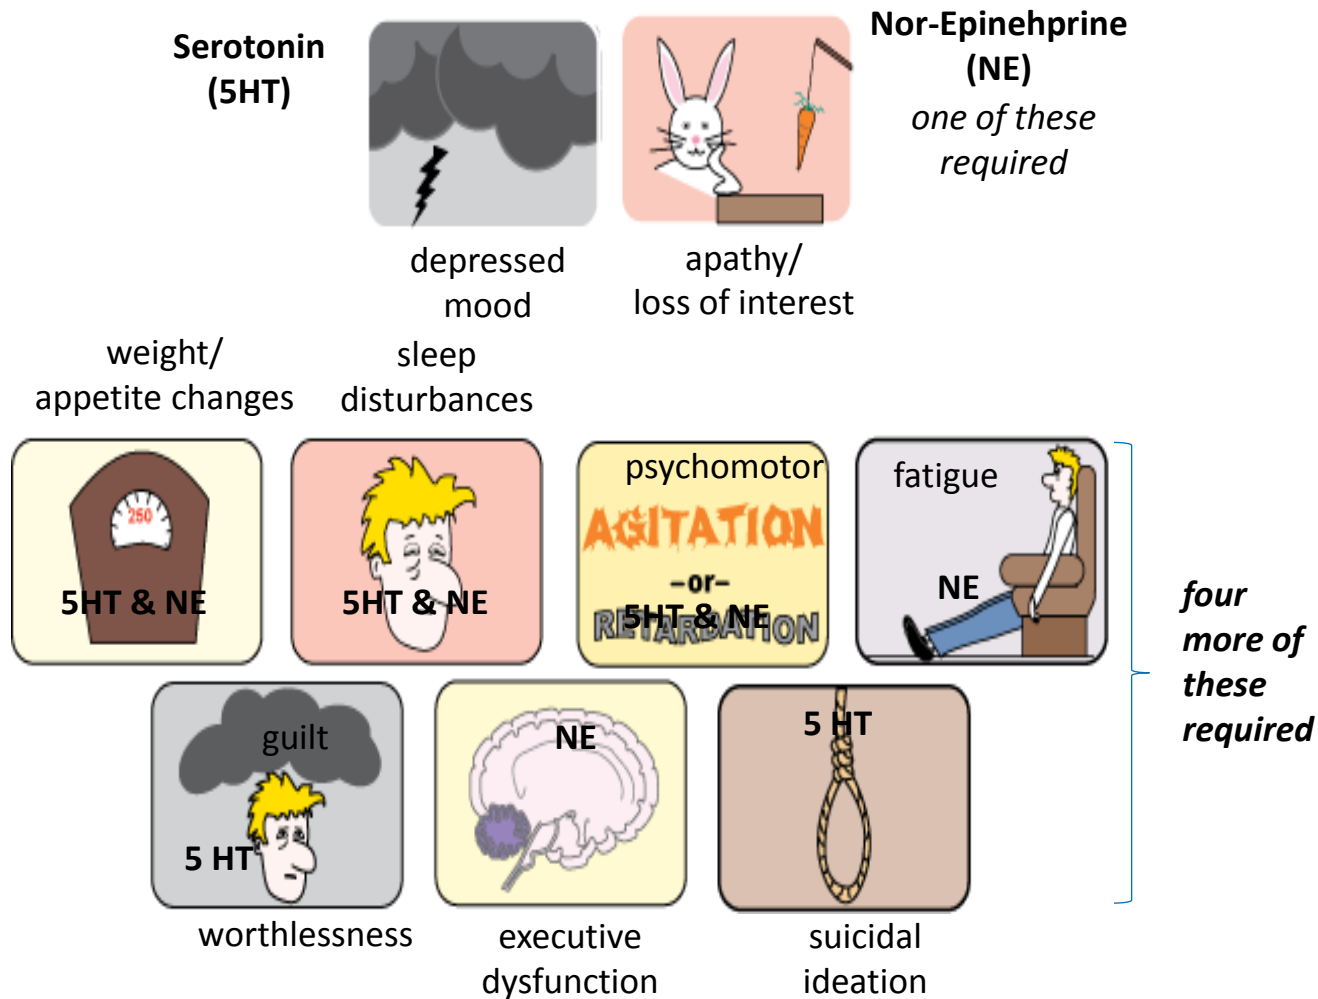 Serotonin
(5HT)
Nor-Epinehprine
(NE)
one of these
required
depressed
mood
apathy/
loss of interest
weight/
appetite changes
sleep
disturbances
250
5HT & NE
5HT & NE
psychomotor
AGITATION
–or–
5HT & NE
RETARDATION
fatigue
NE
four
more of
these
required
guilt
5 HT
worthlessness
NE
executive
dysfunction
5 HT
suicidal
ideation